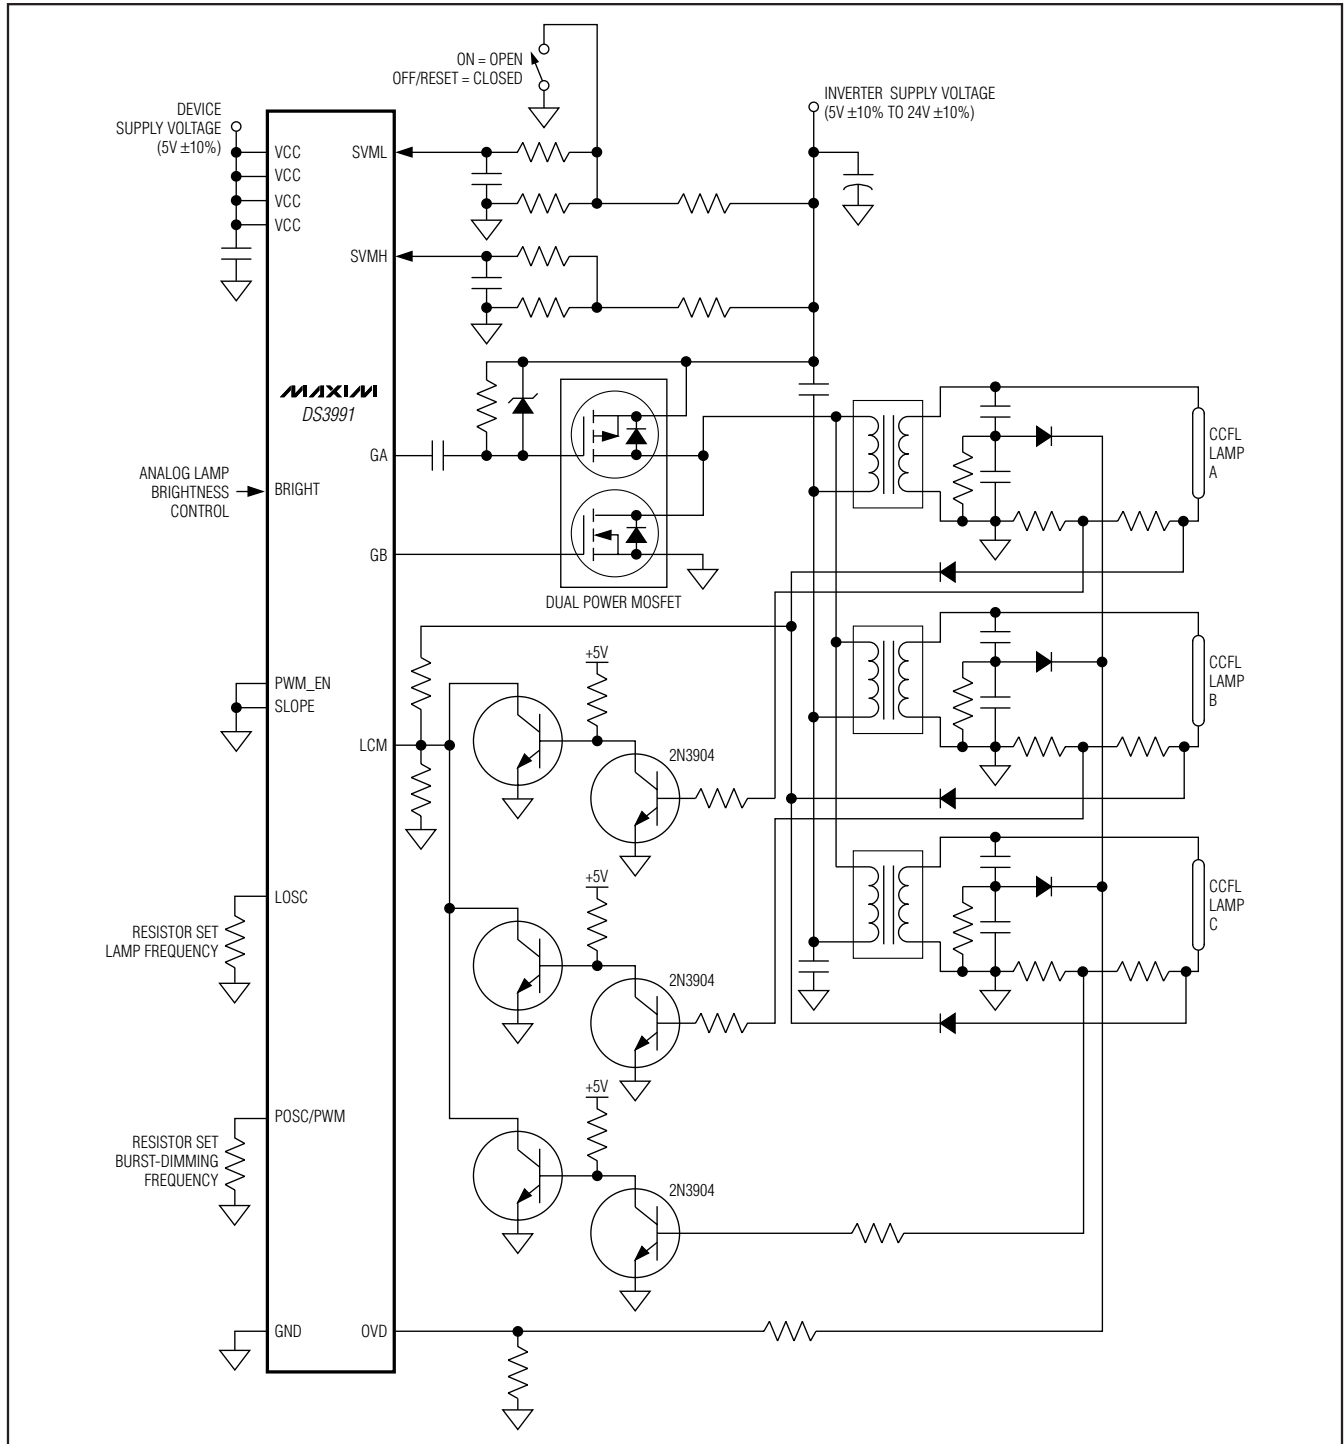 ON = OPEN
OFF/RESET = CLOSED
INVERTER SUPPLY VOLTAGE
(5V ±10% TO 24V ±10%)
DEVICE
SUPPLY VOLTAGE
(5V ±10%)
VCC
VCC
VCC
VCC
SVML
SVMH
MAXIM
DS3991
GA
ANALOG LAMP
BRIGHTNESS
CONTROL
BRIGHT
GB
DUAL POWER MOSFET
CCFL
LAMP
A
+5V
CCFL
LAMP
B
PWM_EN
SLOPE
LCM
2N3904
+5V
CCFL
LAMP
C
LOSC
RESISTOR SET
LAMP FREQUENCY
2N3904
+5V
POSC/PWM
RESISTOR SET
BURST-DIMMING
FREQUENCY
2N3904
GND
OVD